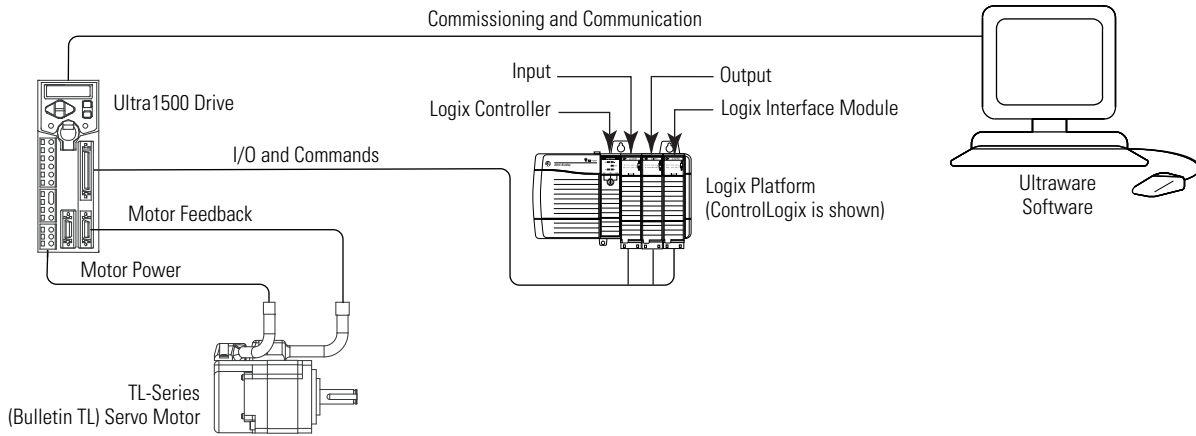 Commissioning and Communication
Input
Output
Ultra1500 Drive
Logix Controller
Logix Interface Module
I/O and Commands
Logix Platform
(ControlLogix is shown)
Ultraware
Software
Motor Feedback
Motor Power
TL-Series
(Bulletin TL) Servo Motor